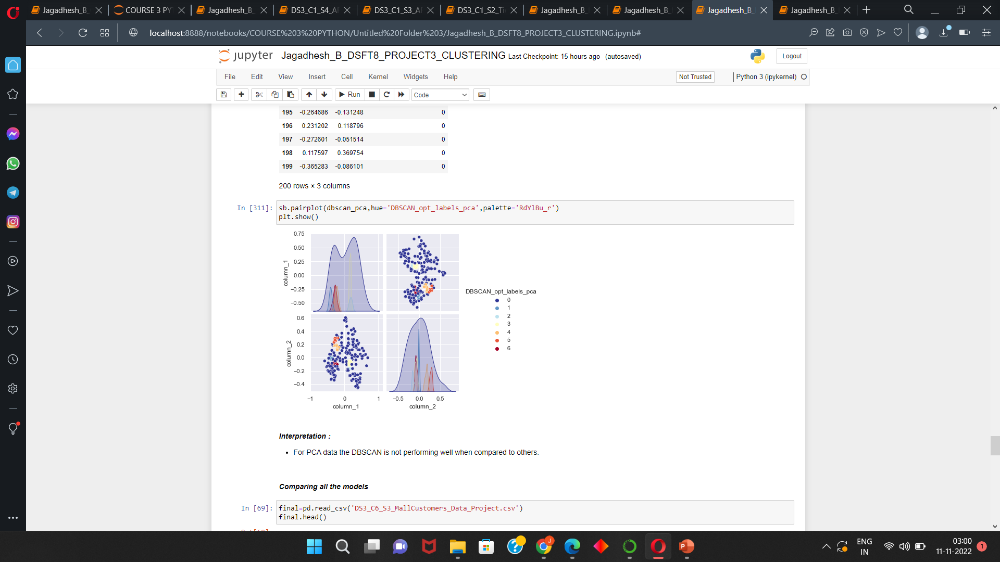 Jagadhesh_B_
COURSE 3 PY
Jagadhesh_B_
DS3_C1_S4_A
DS3_C1_S3_A
DS3_C1_S2_Ti
Jagadhesh_B_
Jagadhesh_B_
Jagadhesh_B_
Jagadhesh_B_
localhost:8888/notebooks/COURSE%203%20PYTHON/Untitled%20Folder%203/Jagadhesh_B_DSFT8_PROJECT3_CLUSTERING.ipynb#
jupyter Jagadhesh_B_DSFT8_PROJECT3_CLUSTERING Last Checkpoint: 15 hours ago (autosaved) Logout
File Edit View Insert Cell Kernel Widgets Help Not Trusted Python 3 (ipykernel)
Run Code
195 -0.264686 -0.131248 0
196 0.231202 0.118796 0
197 -0.272601 -0.051514 0
198 0.117597 0.369754 0
199 -0.365283 -0.086101 0
200 rows × 3 columns
In [311]: sb.pairplot(dbscan_pca,hue='DBSCAN_opt_labels_pca',palette='RdYlBu_r')
plt.show()
0.75
0.50
0.25
0.00
−0.25
−0.50
column_1
0.6
0.4
0.2
0.0
−0.2
−0.4
column_2
−1 0 1
column_1
−0.5 0.0 0.5
column_2
DBSCAN_opt_labels_pca
0
1
2
3
4
5
6
Interpretation :
• For PCA data the DBSCAN is not performing well when compared to others.
Comparing all the models
In [69]: final=pd.read_csv('DS3_C6_S3_MallCustomers_Data_Project.csv')
final.head()
ENG
IN
03:00
11-11-2022
1